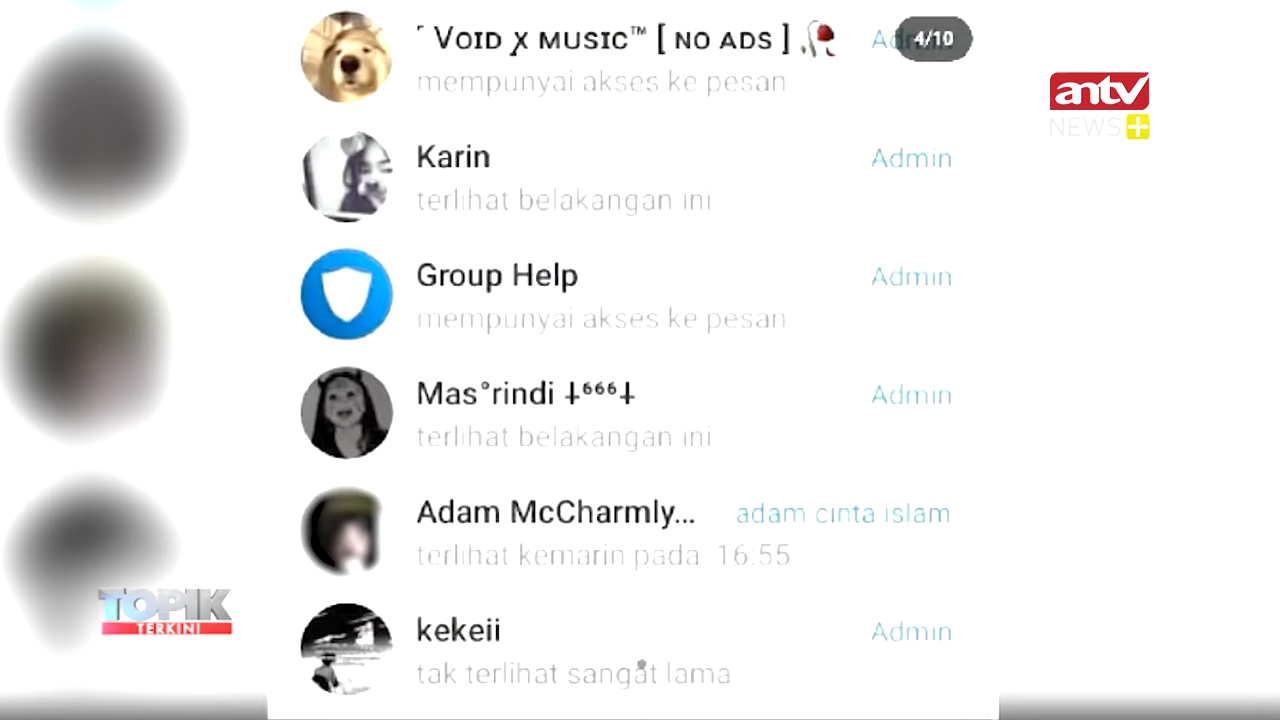 「 Vᴏɪᴅ χ ᴍᴜsɪᴄ™ [ ɴᴏ ᴀᴅs ] 🥀 Admin 4/10
mempunyai akses ke pesan
antv
NEWS+
Karin Admin
terlihat belakangan ini
Group Help Admin
mempunyai akses ke pesan
Mas°rindi ⸸⁶⁶⁶⸸ Admin
terlihat belakangan ini
Adam McCharmly... adam cinta islam
terlihat kemarin pada 16:55
TOPIK
TERKINI
kekeii Admin
tak terlihat sangat lama